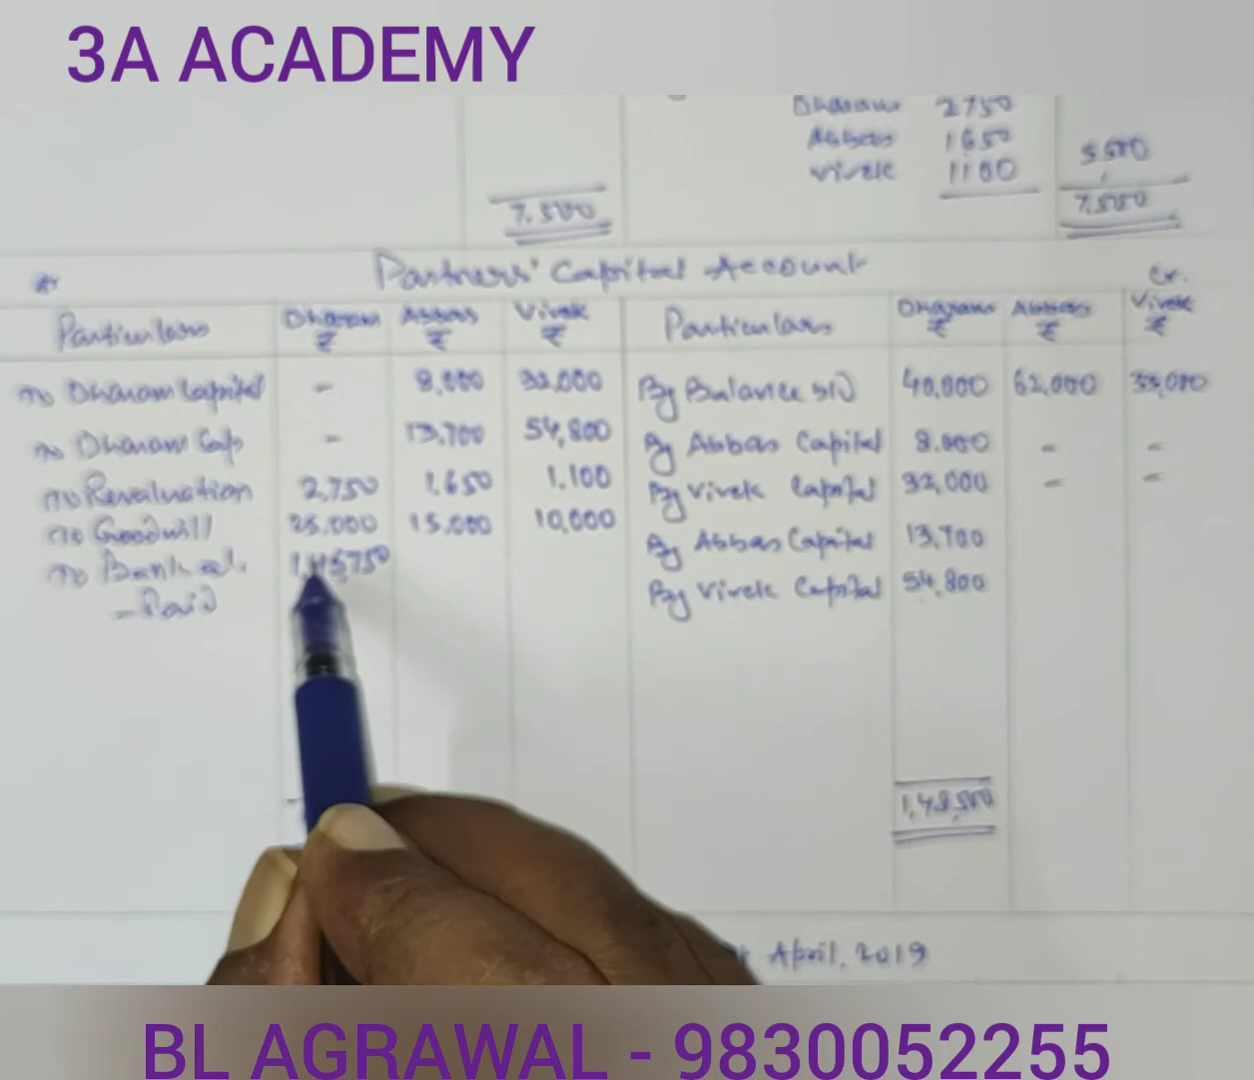 3A ACADEMY
Dharam 2750
Abbas 1650 5,500
Vivek 1100
7,500 7,500
Partners' Capital Account
Cr.
Particulars Dharam ₹ Abbas ₹ Vivek ₹ Particulars Dharam ₹ Abbas ₹ Vivek ₹
To Dharam Capital - 8,000 32,000 By Balance b/d 40,000 62,000 33,000
To Dharam Cap - 13,700 54,800 By Abbas Capital 8,000 - -
To Revaluation 2,750 1,650 1,100 By Vivek Capital 32,000 - -
To Goodwill 25,000 15,000 10,000 By Abbas Capital 13,700
To Bank By Vivek Capital 54,800
- Paid
1,48,500
April, 2019
BL AGRAWAL - 9830052255